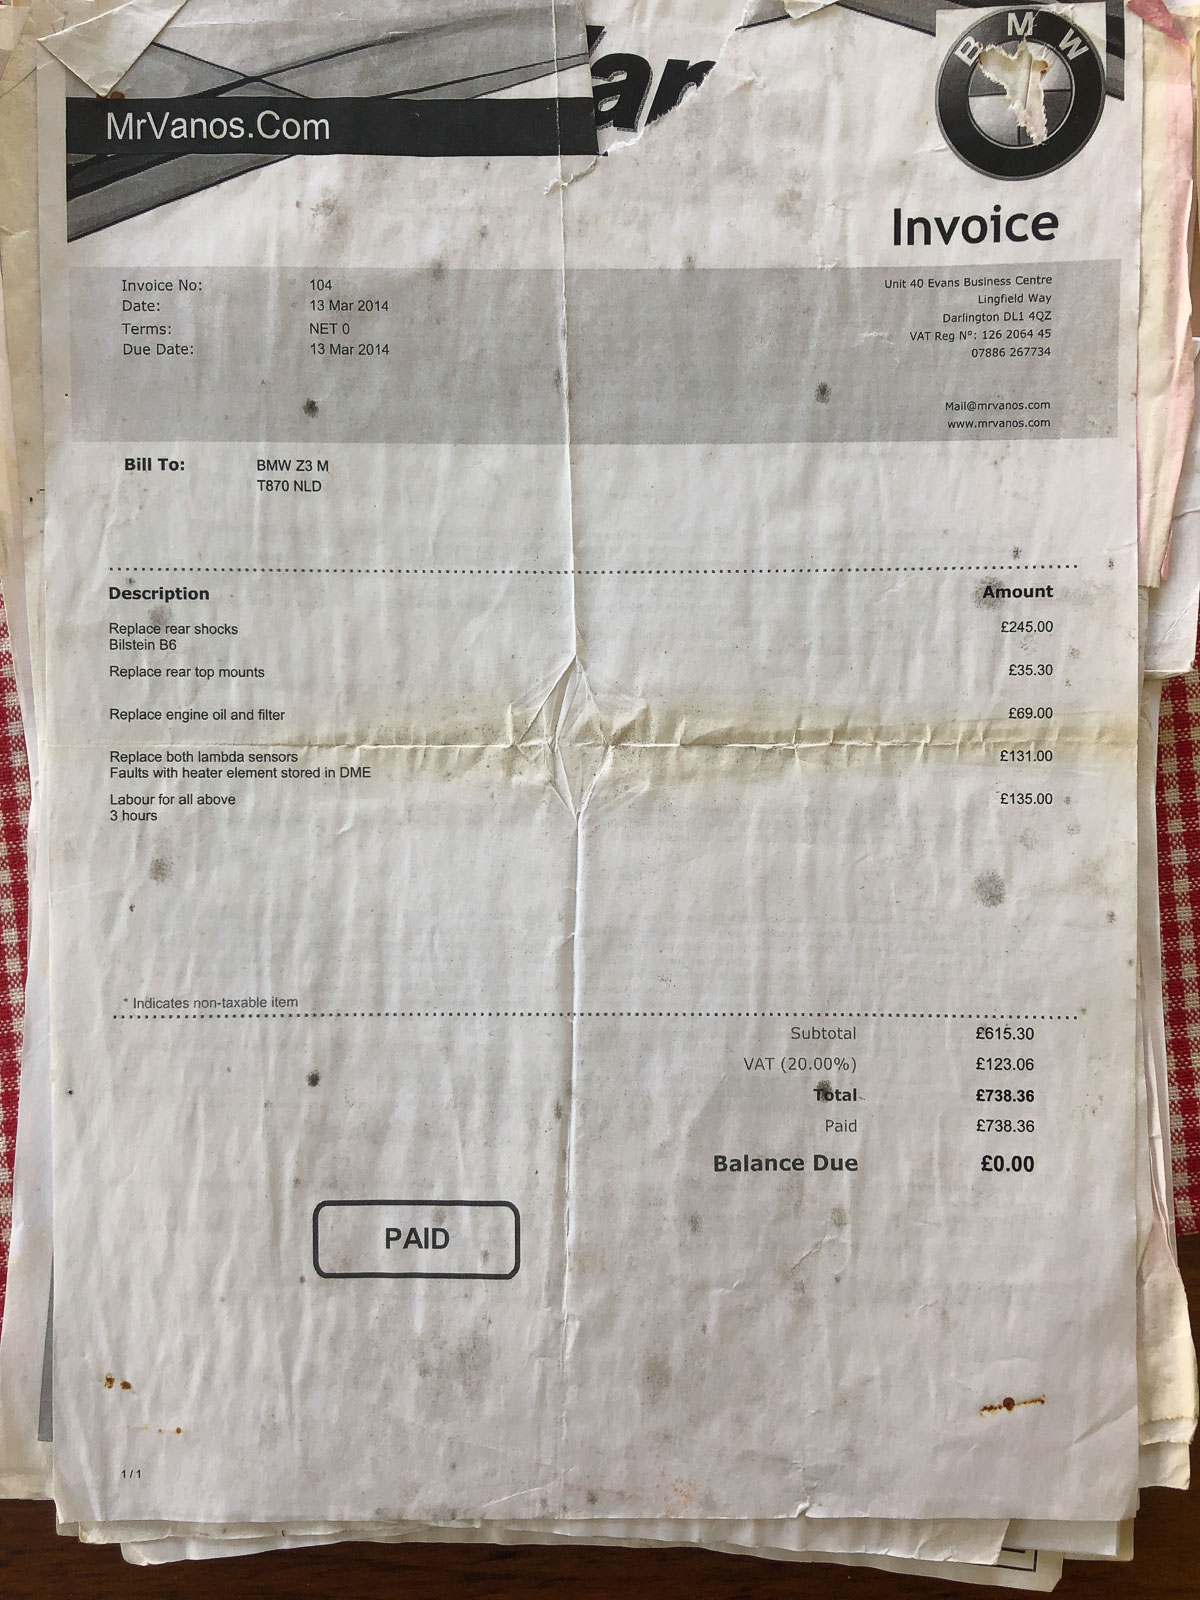 ar
BMW
MrVanos.Com
Invoice
Invoice No: 104
Date: 13 Mar 2014
Terms: NET 0
Due Date: 13 Mar 2014
Unit 40 Evans Business Centre
Lingfield Way
Darlington DL1 4QZ
VAT Reg N°: 126 2064 45
07886 267734
Mail@mrvanos.com
www.mrvanos.com
Bill To: BMW Z3 M
T870 NLD
Description Amount
Replace rear shocks £245.00
Bilstein B6
Replace rear top mounts £35.30
Replace engine oil and filter £69.00
Replace both lambda sensors £131.00
Faults with heater element stored in DME
Labour for all above £135.00
3 hours
* Indicates non-taxable item
Subtotal £615.30
VAT (20.00%) £123.06
Total £738.36
Paid £738.36
Balance Due £0.00
PAID
1 / 1